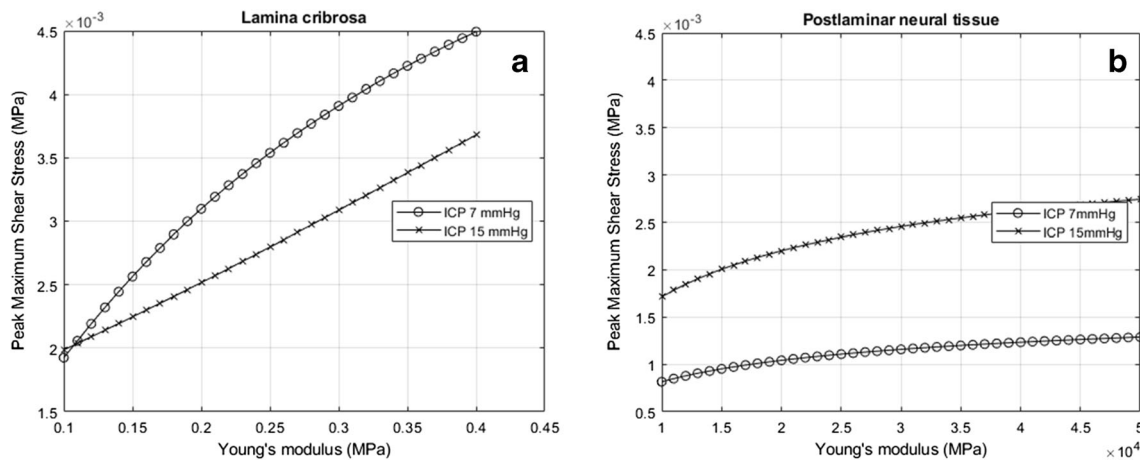 Lamina cribrosa
×10⁻³
4.5
4
3.5
3
2.5
2
1.5
Peak Maximum Shear Stress (MPa)
a
ICP 7 mmHg
ICP 15 mmHg
0.1 0.15 0.2 0.25 0.3 0.35 0.4 0.45
Young's modulus (MPa)
Postlaminar neural tissue
×10⁻³
4.5
4
3.5
3
2.5
2
1.5
1
0.5
Peak Maximum Shear Stress (MPa)
b
ICP 7mmHg
ICP 15mmHg
1 1.5 2 2.5 3 3.5 4 4.5 5
Young's modulus (MPa)
×10⁴